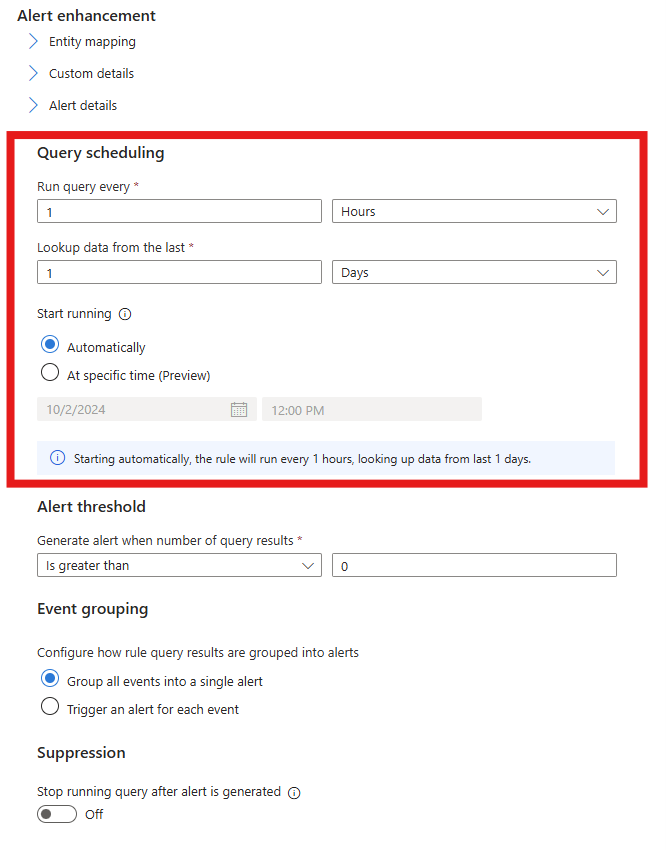 Alert enhancement
Entity mapping
Custom details
Alert details
Query scheduling
Run query every *
1 Hours
Lookup data from the last *
1 Days
Start running
Automatically
At specific time (Preview)
10/2/2024 12:00 PM
Starting automatically, the rule will run every 1 hours, looking up data from last 1 days.
Alert threshold
Generate alert when number of query results *
Is greater than 0
Event grouping
Configure how rule query results are grouped into alerts
Group all events into a single alert
Trigger an alert for each event
Suppression
Stop running query after alert is generated
Off